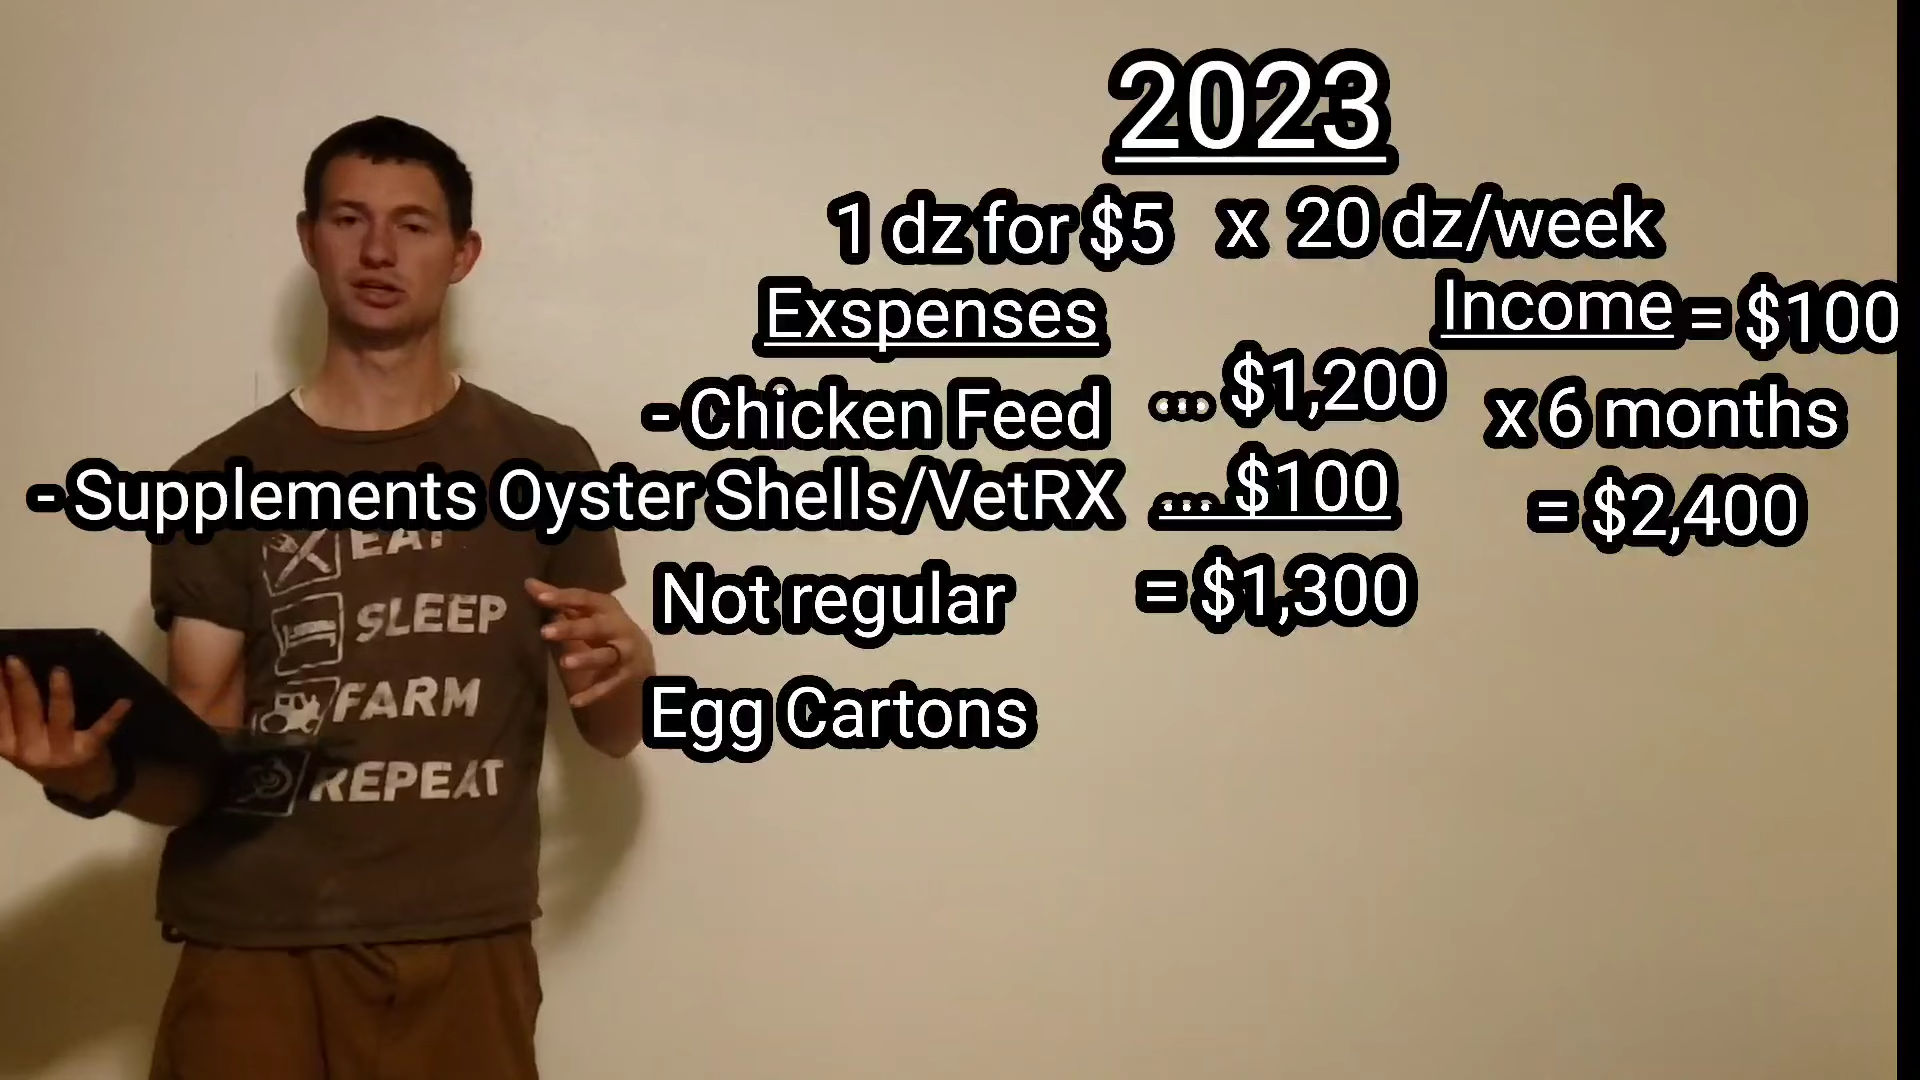 2023
1 dz for $5 x 20 dz/week
Exspenses
Income = $100
- Chicken Feed ... $1,200
x 6 months
- Supplements Oyster Shells/VetRX ... $100
= $2,400
Not regular
= $1,300
Egg Cartons
EAT
SLEEP
FARM
REPEAT